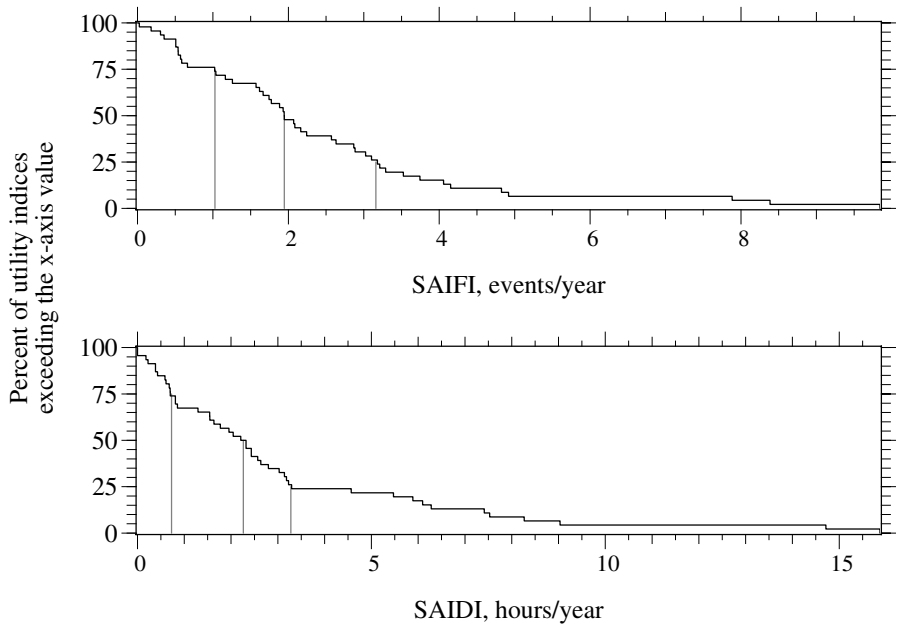 Percent of utility indices
exceeding the x-axis value
100
75
50
25
0
0 2 4 6 8
SAIFI, events/year
100
75
50
25
0
0 5 10 15
SAIDI, hours/year